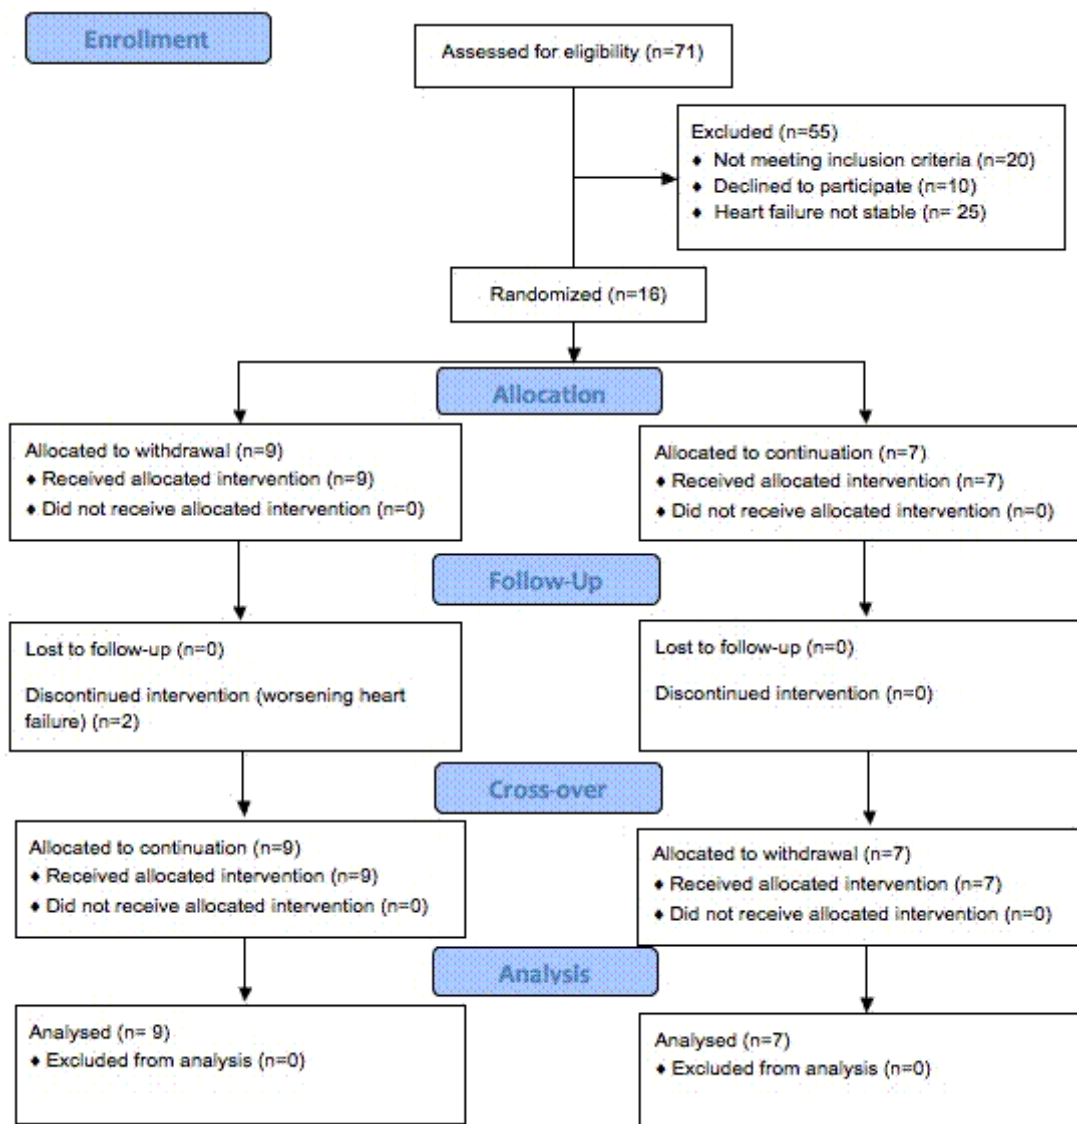 Enrollment
Assessed for eligibility (n=71)
Excluded (n=55)
♦ Not meeting inclusion criteria (n=20)
♦ Declined to participate (n=10)
♦ Heart failure not stable (n= 25)
Randomized (n=16)
Allocation
Allocated to withdrawal (n=9)
♦ Received allocated intervention (n=9)
♦ Did not receive allocated intervention (n=0)
Allocated to continuation (n=7)
♦ Received allocated intervention (n=7)
♦ Did not receive allocated intervention (n=0)
Follow-Up
Lost to follow-up (n=0)
Discontinued intervention (worsening heart
failure) (n=2)
Lost to follow-up (n=0)
Discontinued intervention (n=0)
Cross-over
Allocated to continuation (n=9)
♦ Received allocated intervention (n=9)
♦ Did not receive allocated intervention (n=0)
Allocated to withdrawal (n=7)
♦ Received allocated intervention (n=7)
♦ Did not receive allocated intervention (n=0)
Analysis
Analysed (n= 9)
♦ Excluded from analysis (n=0)
Analysed (n=7)
♦ Excluded from analysis (n=0)